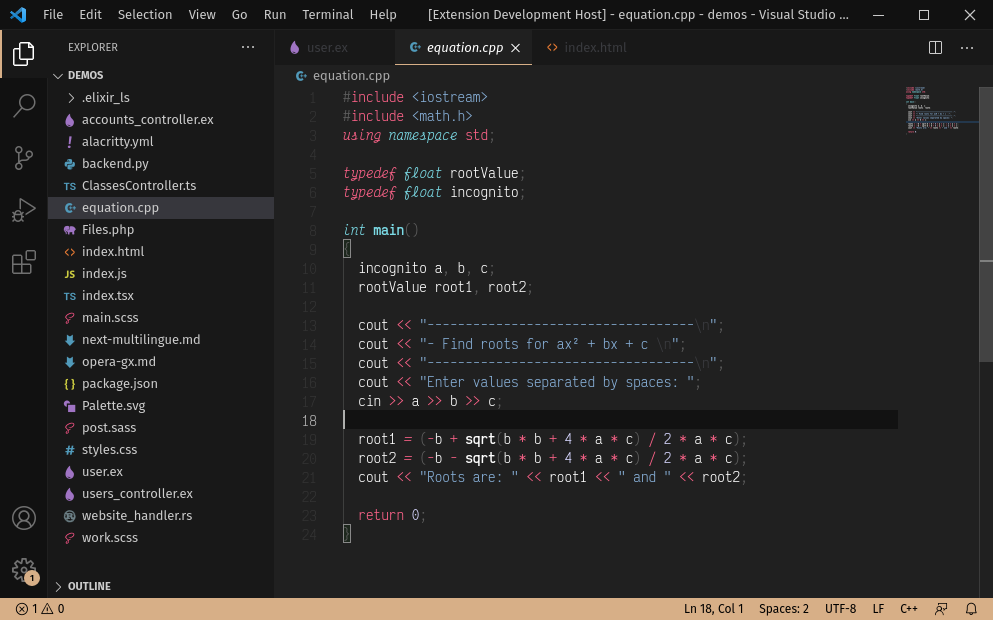 File Edit Selection View Go Run Terminal Help [Extension Development Host] - equation.cpp - demos - Visual Studio ...
EXPLORER ...
DEMOS
.elixir_ls
accounts_controller.ex
! alacritty.yml
backend.py
TS ClassesController.ts
equation.cpp
Files.php
<> index.html
JS index.js
TS index.tsx
main.scss
next-multilingue.md
opera-gx.md
{} package.json
Palette.svg
post.sass
# styles.css
user.ex
users_controller.ex
website_handler.rs
work.scss
OUTLINE
1
user.ex equation.cpp <> index.html ...
equation.cpp
1 #include <iostream>
2 #include <math.h>
3 using namespace std;
4
5 typedef float rootValue;
6 typedef float incognito;
7
8 int main()
9 {
10 incognito a, b, c;
11 rootValue root1, root2;
12
13 cout << "-----------------------------------\n";
14 cout << "- Find roots for ax² + bx + c \n";
15 cout << "-----------------------------------\n";
16 cout << "Enter values separated by spaces: ";
17 cin >> a >> b >> c;
18
19 root1 = (-b + sqrt(b * b + 4 * a * c) / 2 * a * c);
20 root2 = (-b - sqrt(b * b + 4 * a * c) / 2 * a * c);
21 cout << "Roots are: " << root1 << " and " << root2;
22
23 return 0;
24 }
1 0 Ln 18, Col 1 Spaces: 2 UTF-8 LF C++